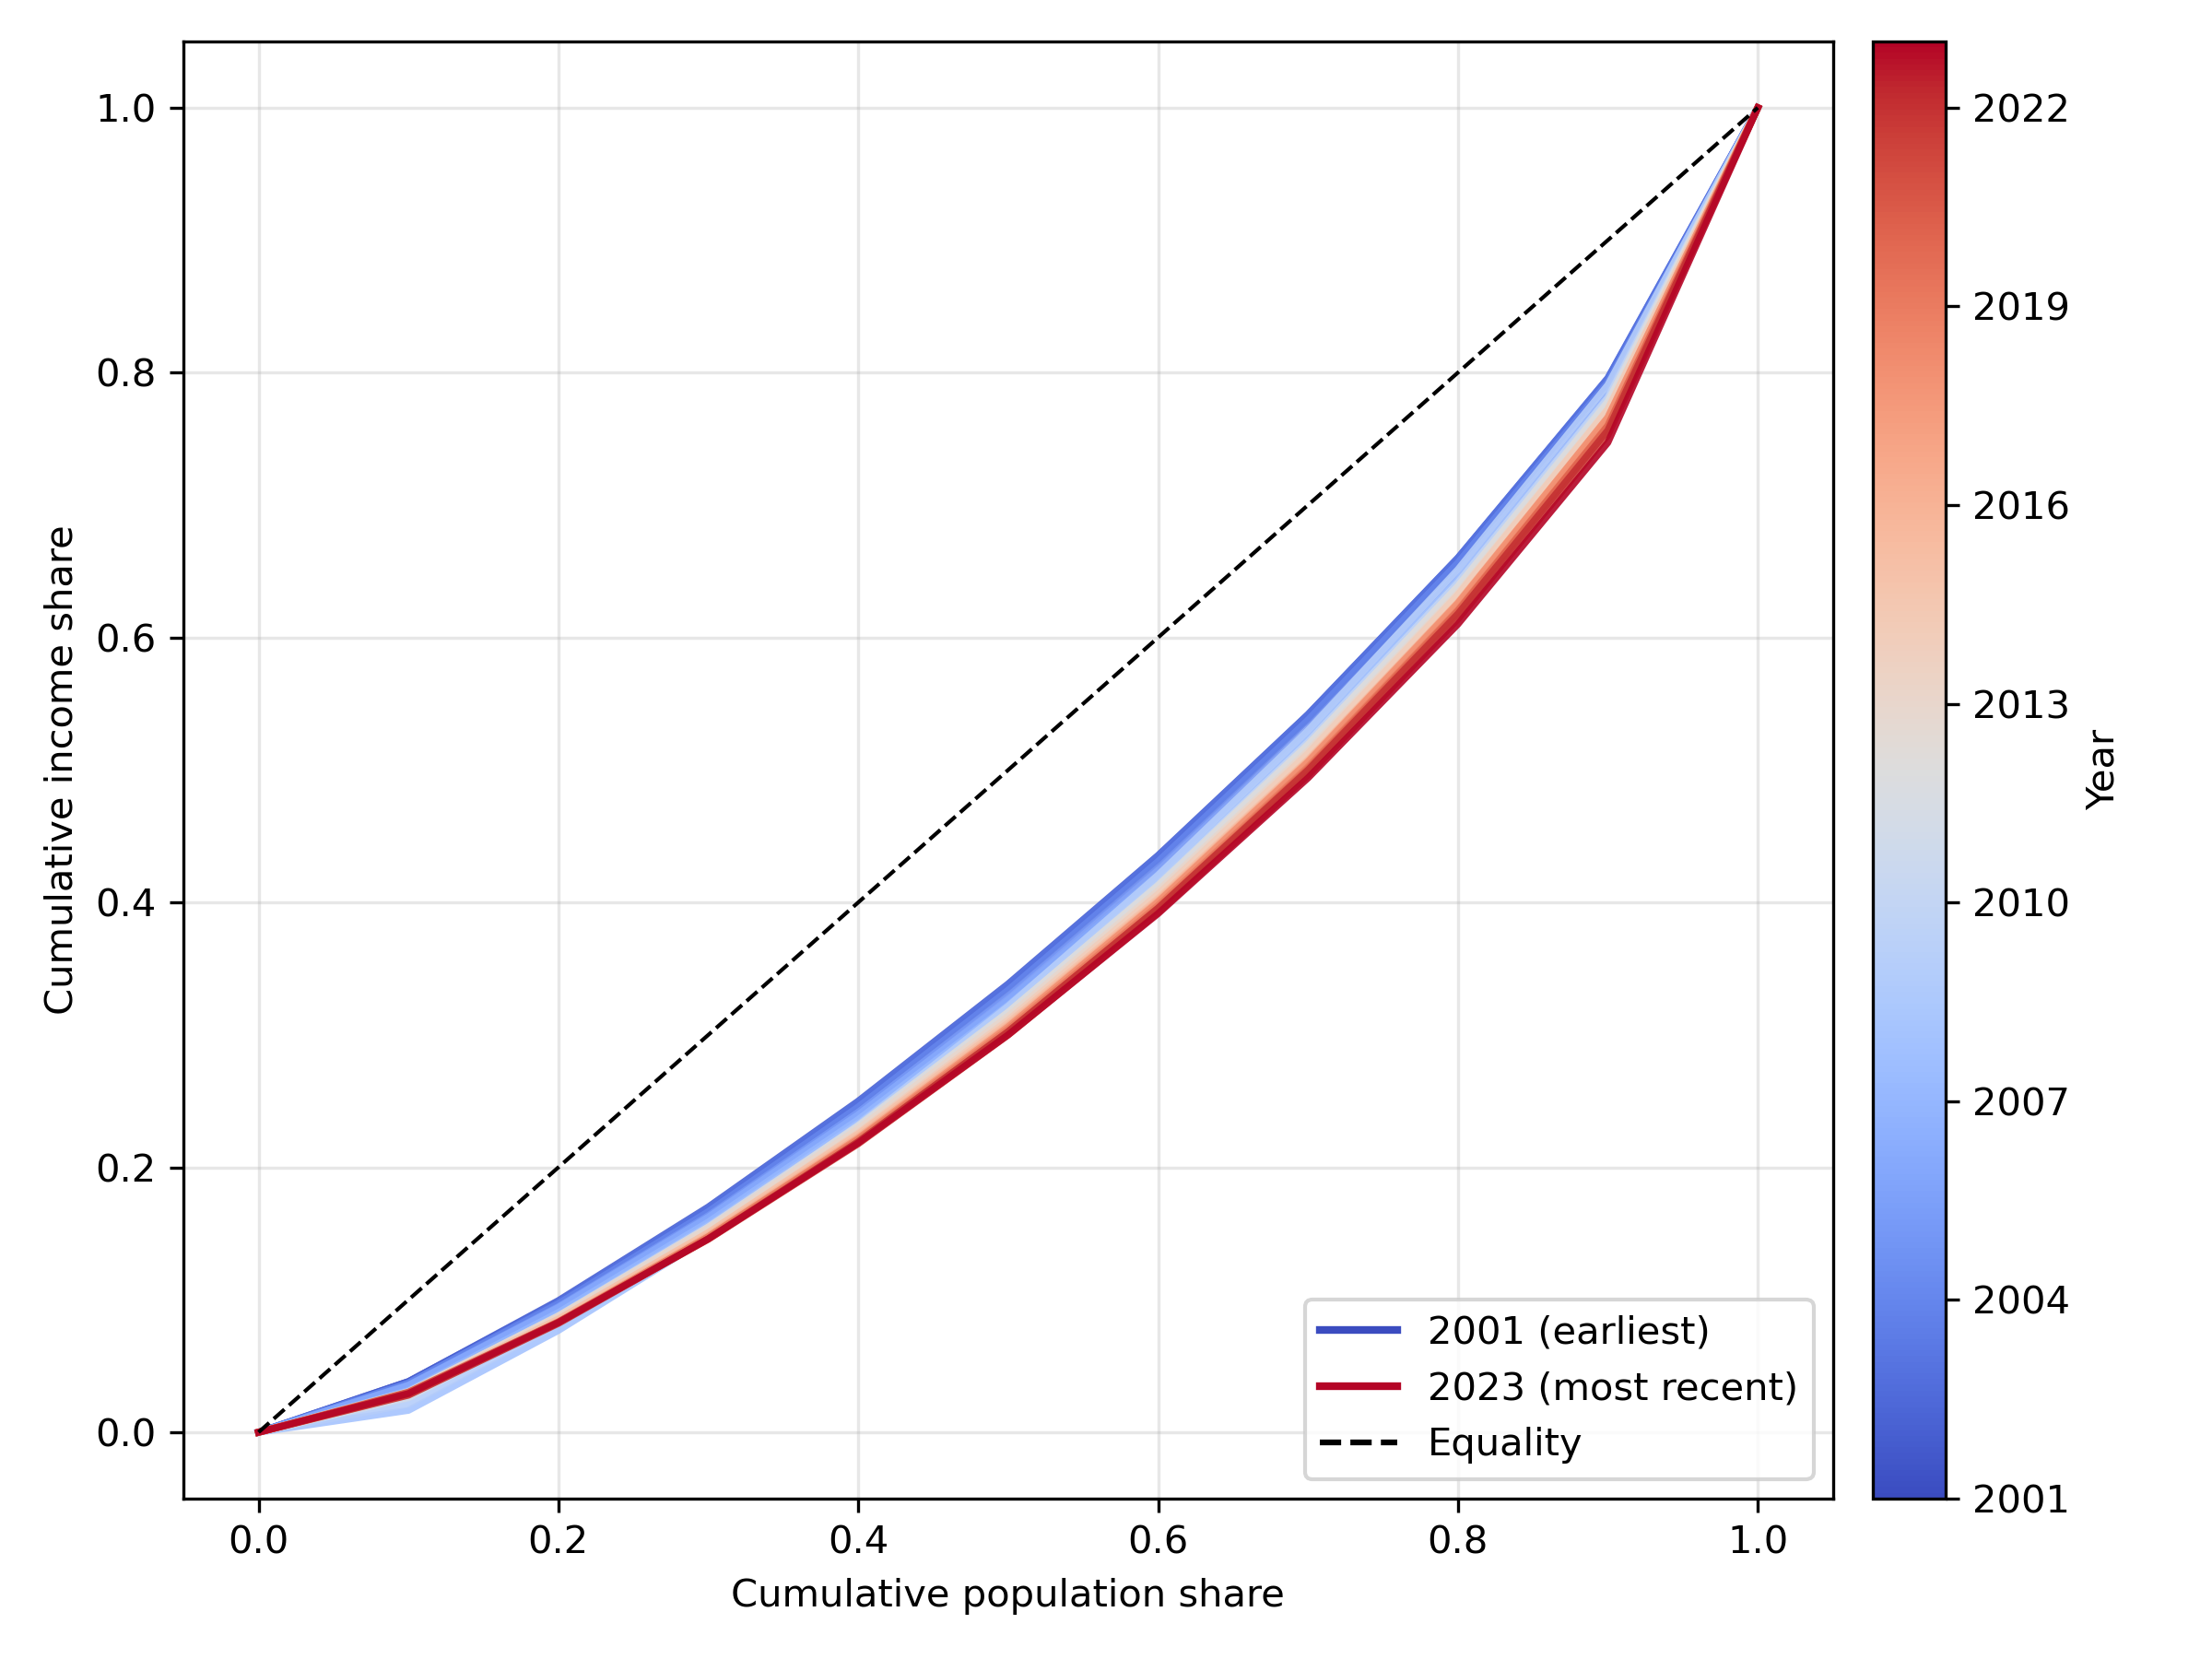 1.0
0.8
0.6
0.4
0.2
0.0
Cumulative income share
0.0 0.2 0.4 0.6 0.8 1.0
Cumulative population share
2001 (earliest)
2023 (most recent)
Equality
2022
2019
2016
2013
2010
2007
2004
2001
Year